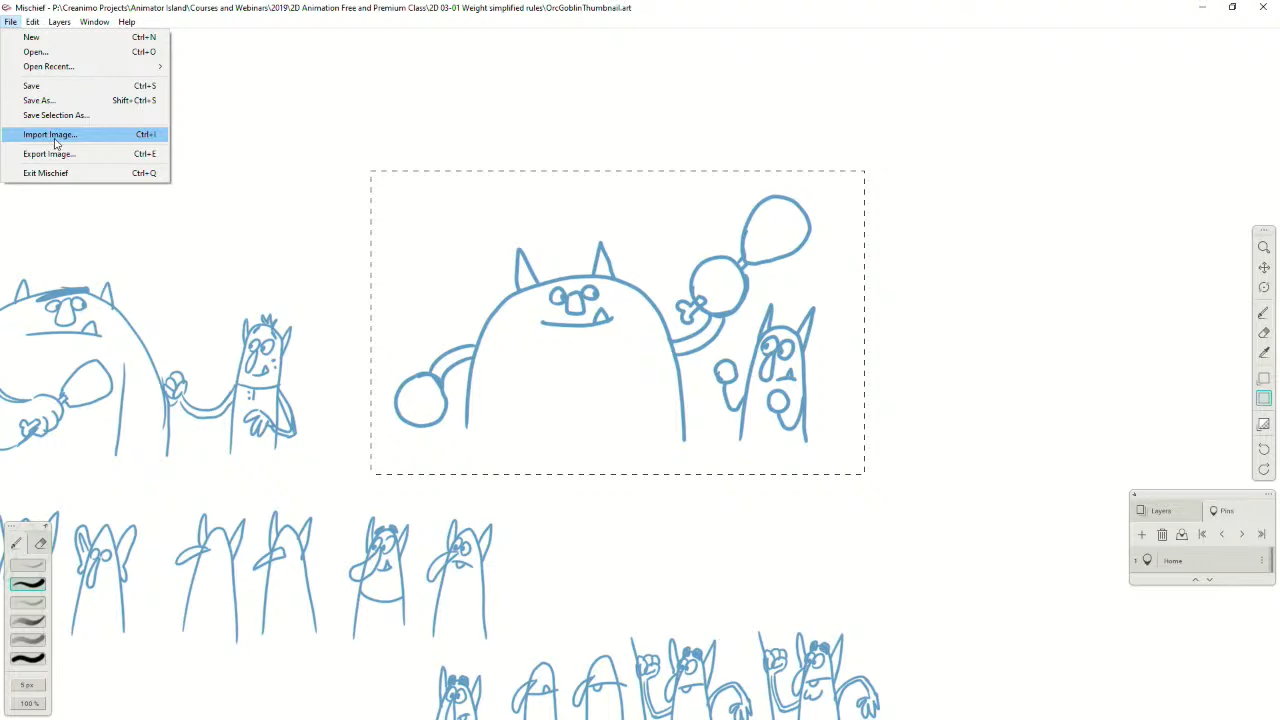 Mischief - P:\Creanimo Projects\Animator Island\Courses and Webinars\2019\2D Animation Free and Premium Class\2D 03-01 Weight simplified rules\OrcGoblinThumbnail.art
File Edit Layers Window Help
New Ctrl+N
Open... Ctrl+O
Open Recent...
Save Ctrl+S
Save As... Shift+Ctrl+S
Save Selection As...
Import Image... Ctrl+I
Export Image... Ctrl+E
Exit Mischief Ctrl+Q
Layers Pins
1 Home
5 px
100 %